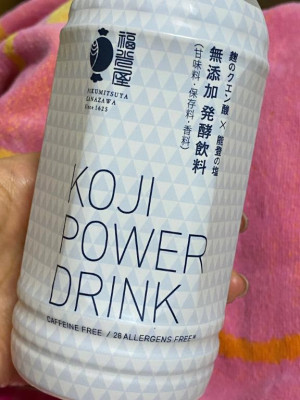 福光屋
FUKUMITSUYA
KANAZAWA
Since 1625
麹のクエン酸 × 能登の塩
無添加 発酵飲料
(甘味料・保存料・香料)
KOJI
POWER
DRINK
CAFFEINE FREE / 28 ALLERGENS FREE※